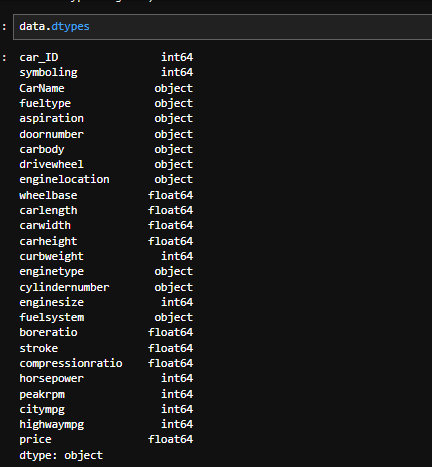 : data.dtypes
: car_ID int64
symboling int64
CarName object
fueltype object
aspiration object
doornumber object
carbody object
drivewheel object
enginelocation object
wheelbase float64
carlength float64
carwidth float64
carheight float64
curbweight int64
enginetype object
cylindernumber object
enginesize int64
fuelsystem object
boreratio float64
stroke float64
compressionratio float64
horsepower int64
peakrpm int64
citympg int64
highwaympg int64
price float64
dtype: object